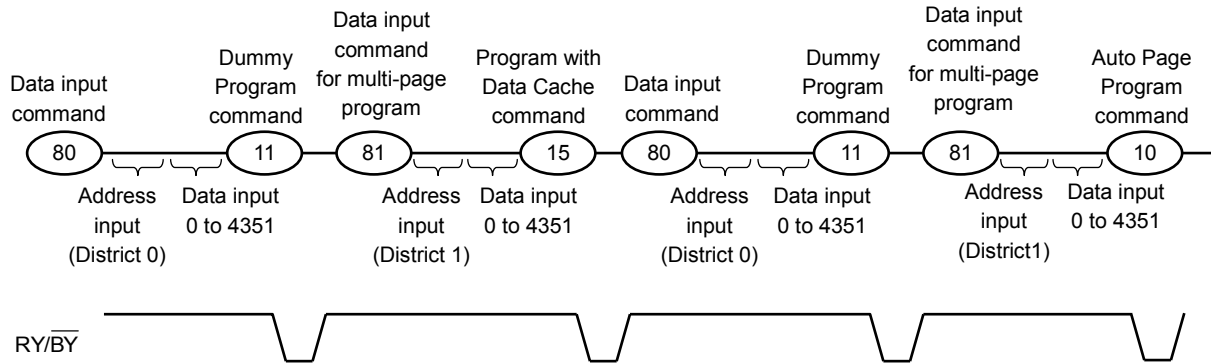 Data input
command
Dummy
Program
command
Data input
command
for multi-page
program
Program with
Data Cache
command
Data input
command
Dummy
Program
command
Data input
command
for multi-page
program
Auto Page
Program
command
80
11
81
15
80
11
81
10
Address
input
(District 0)
Data input
0 to 4351
Address
input
(District 1)
Data input
0 to 4351
Address
input
(District 0)
Data input
0 to 4351
Address
input
(District1)
Data input
0 to 4351
RY/B̅Y̅